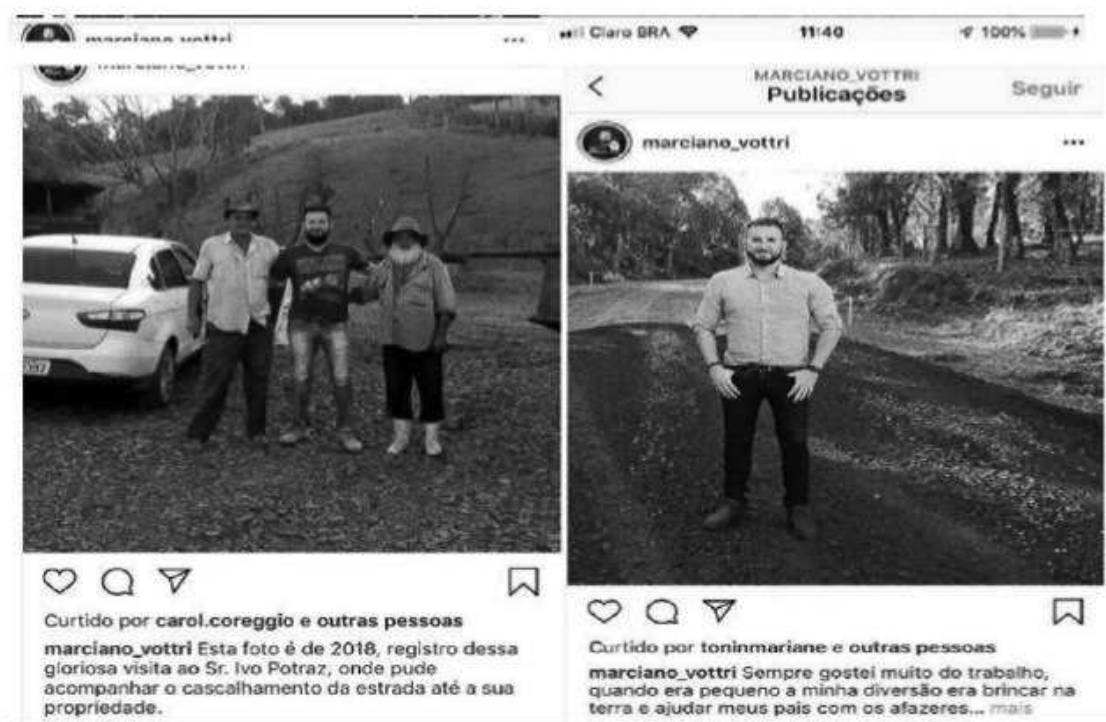 marciano_vottri ...
Curtido por carol.coreggio e outras pessoas
marciano_vottri Esta foto é de 2018, registro dessa
gloriosa visita ao Sr. Ivo Potraz, onde pude
acompanhar o cascalhamento da estrada até a sua
propriedade.
Claro BRA 11:40 100%
MARCIANO_VOTTRI
Publicações
Seguir
marciano_vottri ...
Curtido por toninmariane e outras pessoas
marciano_vottri Sempre gostei muito do trabalho,
quando era pequeno a minha diversão era brincar na
terra e ajudar meus pais com os afazeres... mais